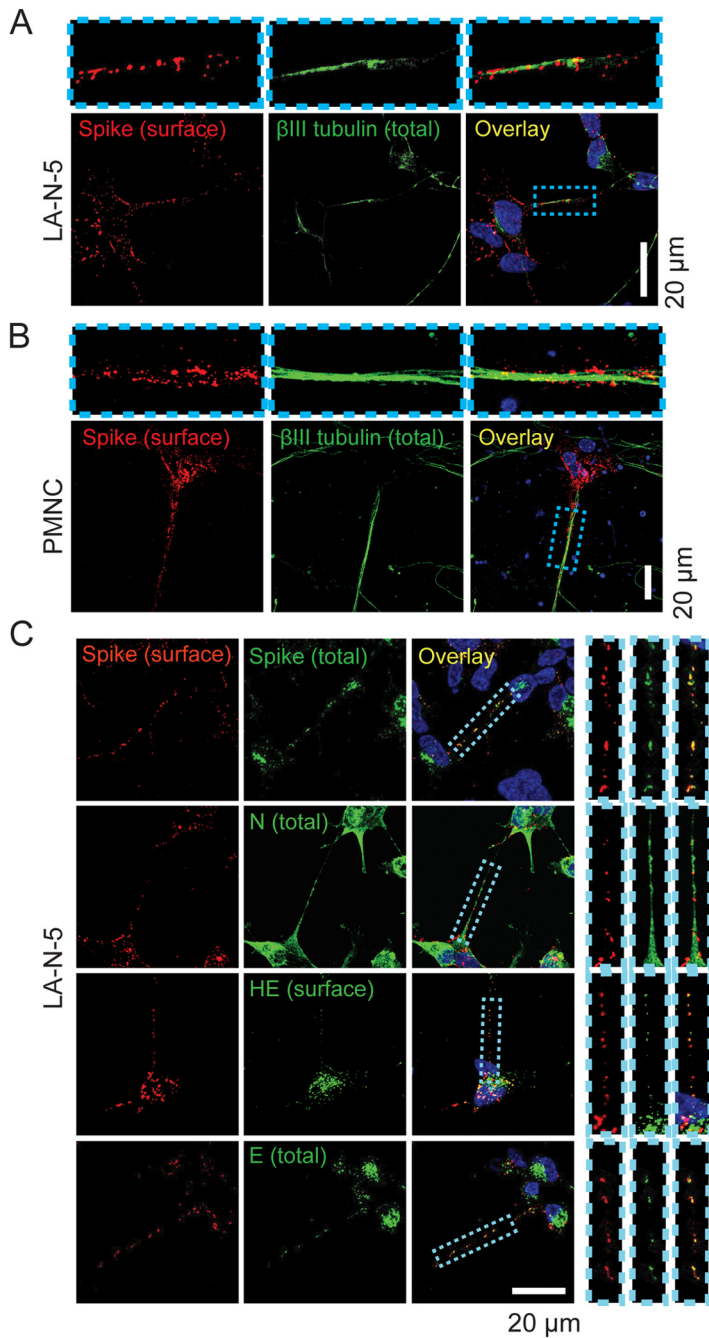 A
Spike (surface)
βIII tubulin (total)
Overlay
LA-N-5
20 µm
B
Spike (surface)
βIII tubulin (total)
Overlay
PMNC
20 µm
C
Spike (surface)
Spike (total)
Overlay
N (total)
LA-N-5
HE (surface)
E (total)
20 µm